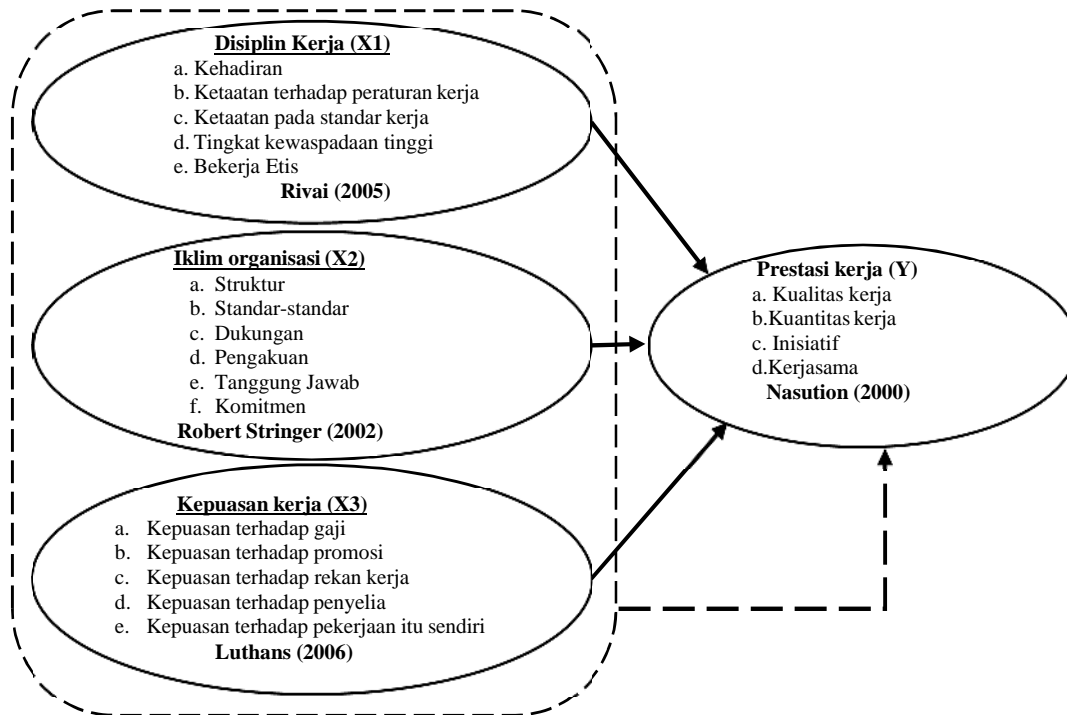 Disiplin Kerja (X1)
a. Kehadiran
b. Ketaatan terhadap peraturan kerja
c. Ketaatan pada standar kerja
d. Tingkat kewaspadaan tinggi
e. Bekerja Etis
Rivai (2005)
Iklim organisasi (X2)
a. Struktur
b. Standar-standar
c. Dukungan
d. Pengakuan
e. Tanggung Jawab
f. Komitmen
Robert Stringer (2002)
Kepuasan kerja (X3)
a. Kepuasan terhadap gaji
b. Kepuasan terhadap promosi
c. Kepuasan terhadap rekan kerja
d. Kepuasan terhadap penyelia
e. Kepuasan terhadap pekerjaan itu sendiri
Luthans (2006)
Prestasi kerja (Y)
a. Kualitas kerja
b.Kuantitas kerja
c. Inisiatif
d.Kerjasama
Nasution (2000)